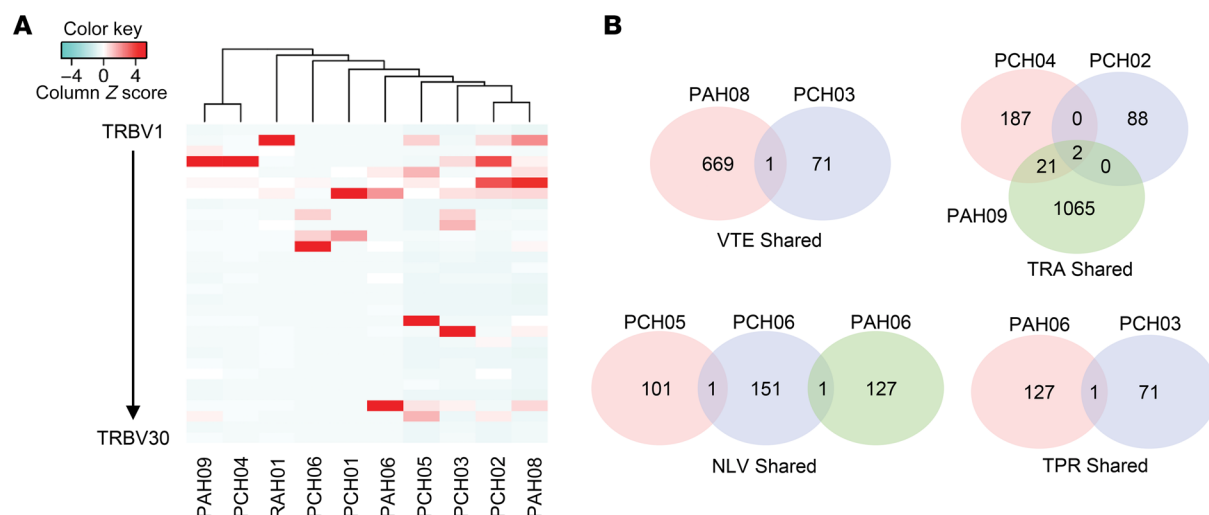 A
Color key
−4 0 4
Column Z score
TRBV1
TRBV30
PAH09
PCH04
RAH01
PCH06
PCH01
PAH06
PCH05
PCH03
PCH02
PAH08
B
PAH08 PCH03
669 1 71
VTE Shared
PCH04 PCH02
187 0 88
2
21 0
1065
PAH09
TRA Shared
PCH05 PCH06 PAH06
101 1 151 1 127
NLV Shared
PAH06 PCH03
127 1 71
TPR Shared